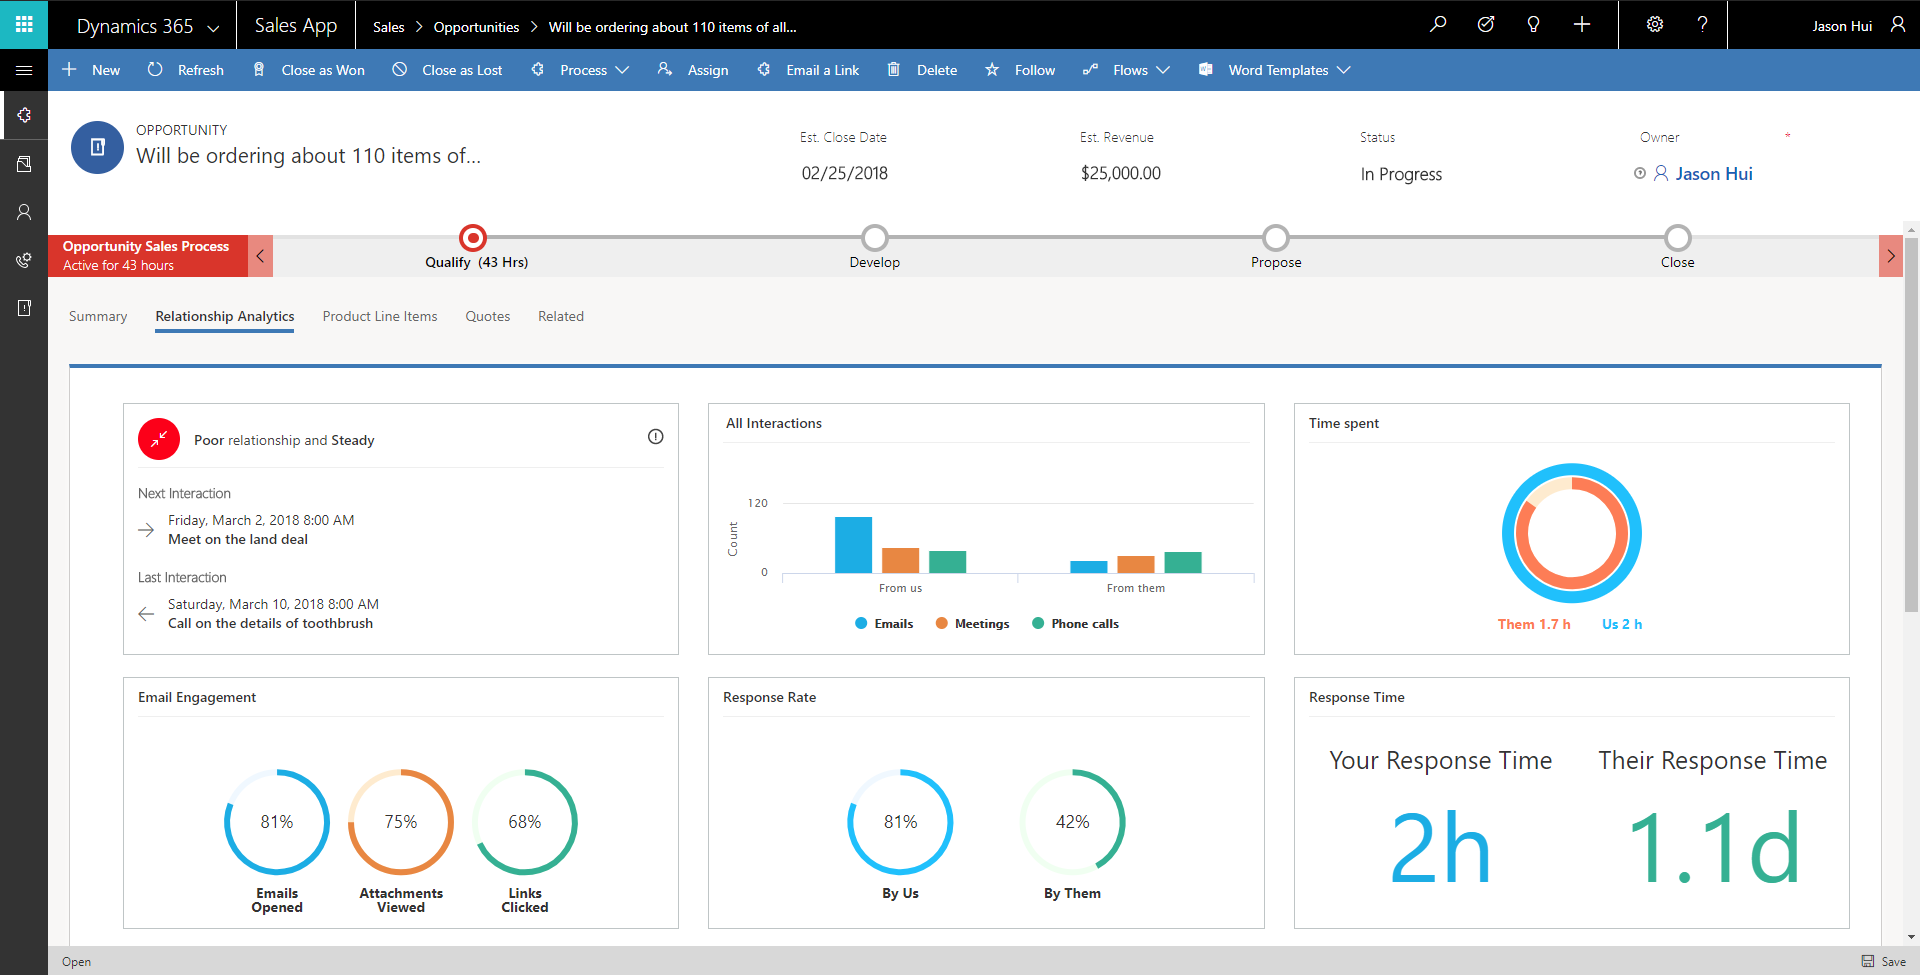 Dynamics 365
Sales App
Sales > Opportunities > Will be ordering about 110 items of all...
?
Jason Hui
New
Refresh
Close as Won
Close as Lost
Process
Assign
Email a Link
Delete
Follow
Flows
Word Templates
OPPORTUNITY
Will be ordering about 110 items of...
Est. Close Date
02/25/2018
Est. Revenue
$25,000.00
Status
In Progress
Owner *
Jason Hui
Opportunity Sales Process
Active for 43 hours
Qualify (43 Hrs)
Develop
Propose
Close
Summary
Relationship Analytics
Product Line Items
Quotes
Related
Poor relationship and Steady
Next Interaction
Friday, March 2, 2018 8:00 AM
Meet on the land deal
Last Interaction
Saturday, March 10, 2018 8:00 AM
Call on the details of toothbrush
All Interactions
120
Count
0
From us
From them
Emails
Meetings
Phone calls
Time spent
Them 1.7 h
Us 2 h
Email Engagement
81%
Emails
Opened
75%
Attachments
Viewed
68%
Links
Clicked
Response Rate
81%
By Us
42%
By Them
Response Time
Your Response Time
2h
Their Response Time
1.1d
Open
Save